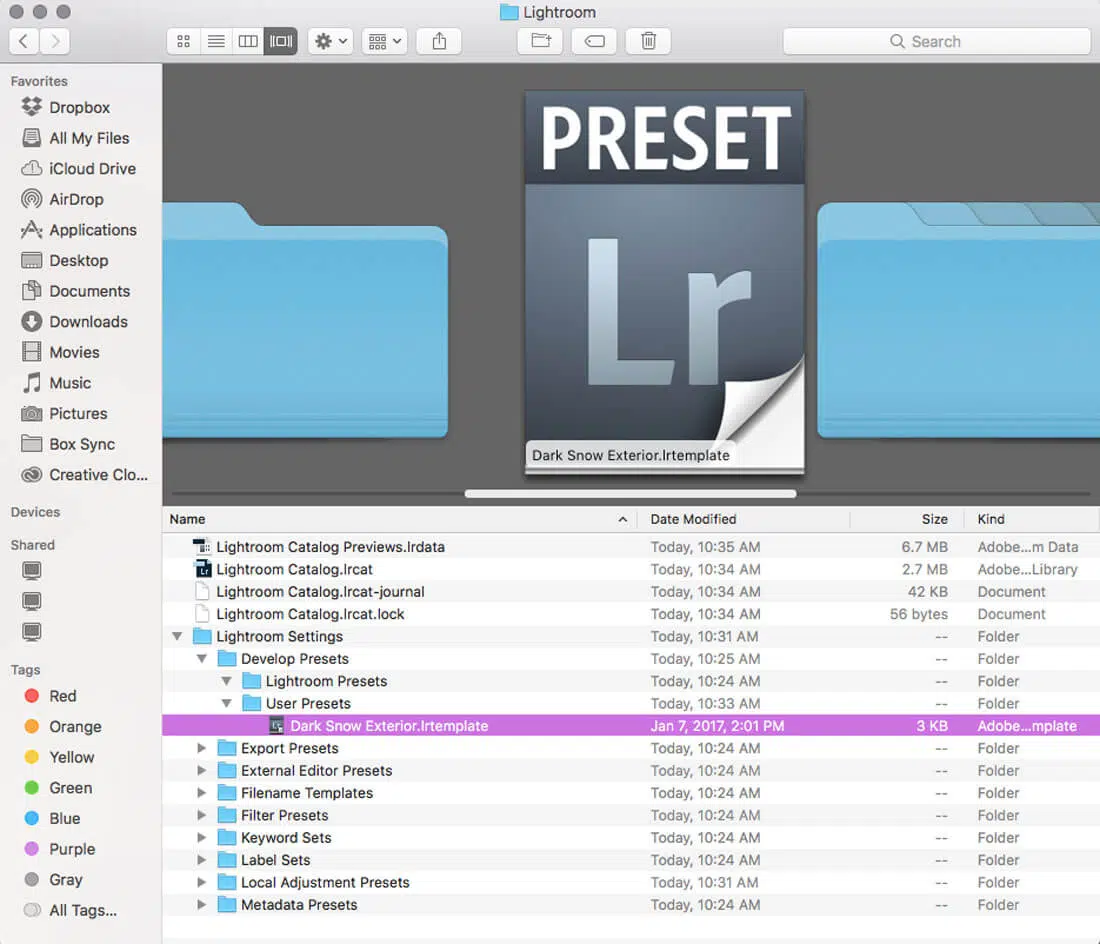 Lightroom
Search
Favorites
Dropbox
All My Files
iCloud Drive
AirDrop
Applications
Desktop
Documents
Downloads
Movies
Music
Pictures
Box Sync
Creative Clo...
Devices
Shared
Tags
Red
Orange
Yellow
Green
Blue
Purple
Gray
All Tags...
PRESET
Lr
Dark Snow Exterior.lrtemplate
Name Date Modified Size Kind
Lightroom Catalog Previews.lrdata Today, 10:35 AM 6.7 MB Adobe...m Data
Lightroom Catalog.lrcat Today, 10:34 AM 2.7 MB Adobe...Library
Lightroom Catalog.lrcat-journal Today, 10:34 AM 42 KB Document
Lightroom Catalog.lrcat.lock Today, 10:34 AM 56 bytes Document
Lightroom Settings Today, 10:31 AM -- Folder
Develop Presets Today, 10:25 AM -- Folder
Lightroom Presets Today, 10:24 AM -- Folder
User Presets Today, 10:33 AM -- Folder
Dark Snow Exterior.lrtemplate Jan 7, 2017, 2:01 PM 3 KB Adobe...mplate
Export Presets Today, 10:24 AM -- Folder
External Editor Presets Today, 10:24 AM -- Folder
Filename Templates Today, 10:24 AM -- Folder
Filter Presets Today, 10:24 AM -- Folder
Keyword Sets Today, 10:24 AM -- Folder
Label Sets Today, 10:24 AM -- Folder
Local Adjustment Presets Today, 10:31 AM -- Folder
Metadata Presets Today, 10:24 AM -- Folder